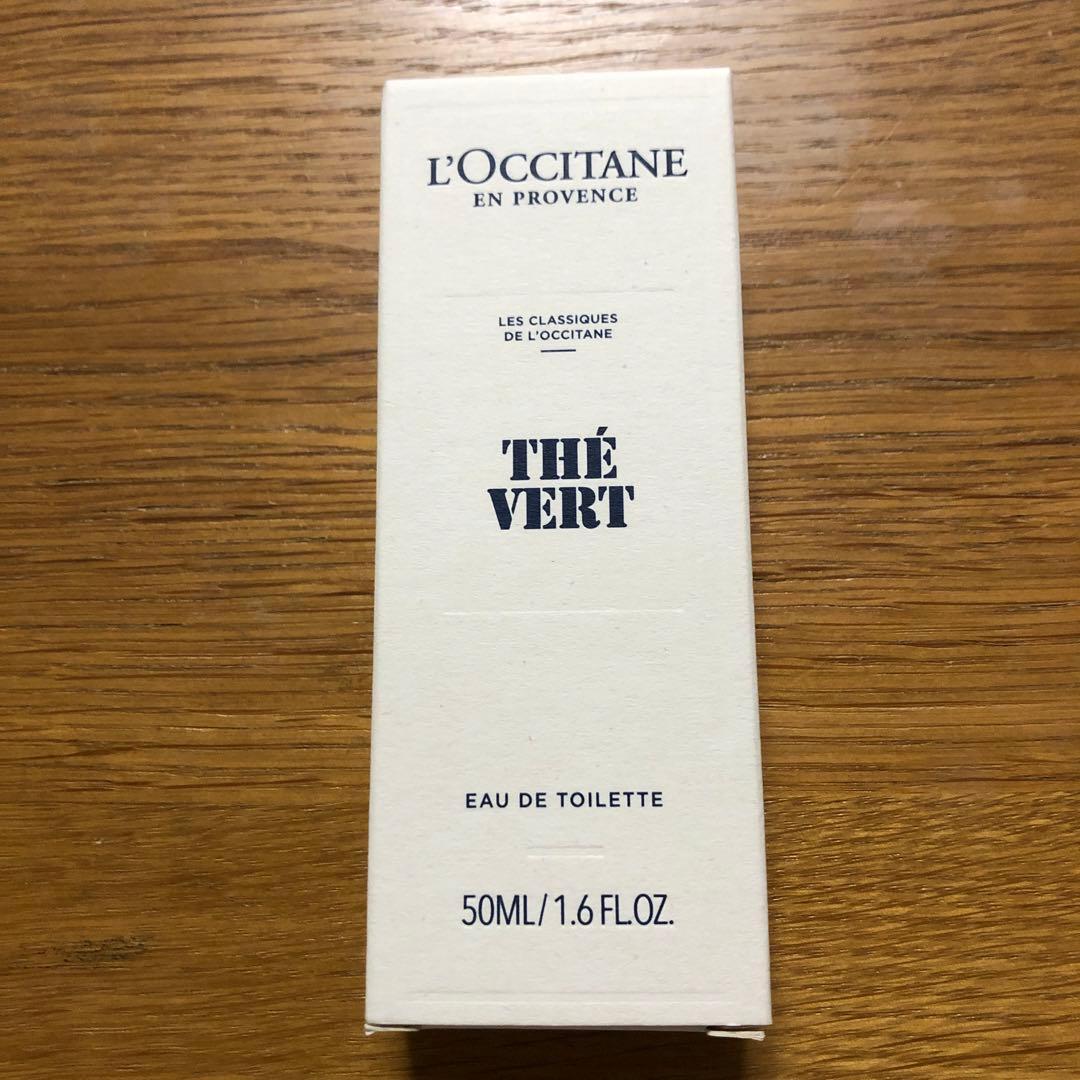 L'OCCITANE
EN PROVENCE
LES CLASSIQUES
DE L'OCCITANE
THÉ
VERT
EAU DE TOILETTE
50ML/1.6 FL.OZ.